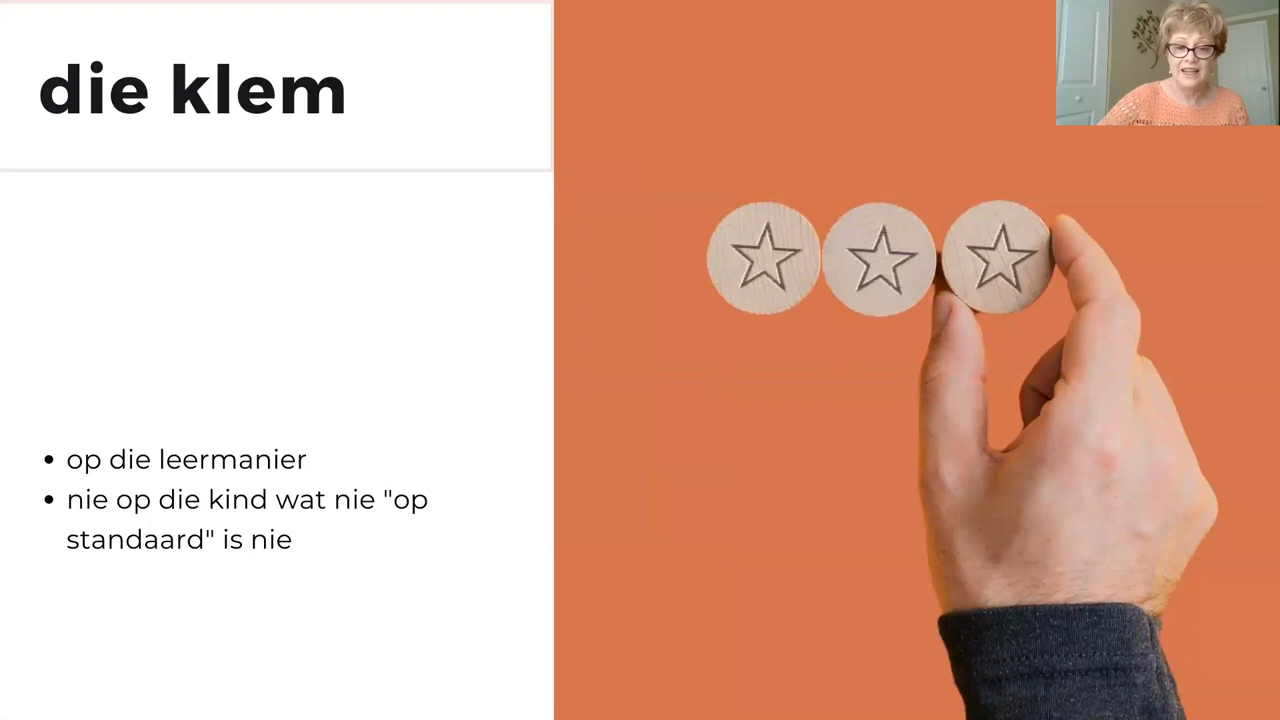 die klem
• op die leermanier
• nie op die kind wat nie "op
standaard" is nie